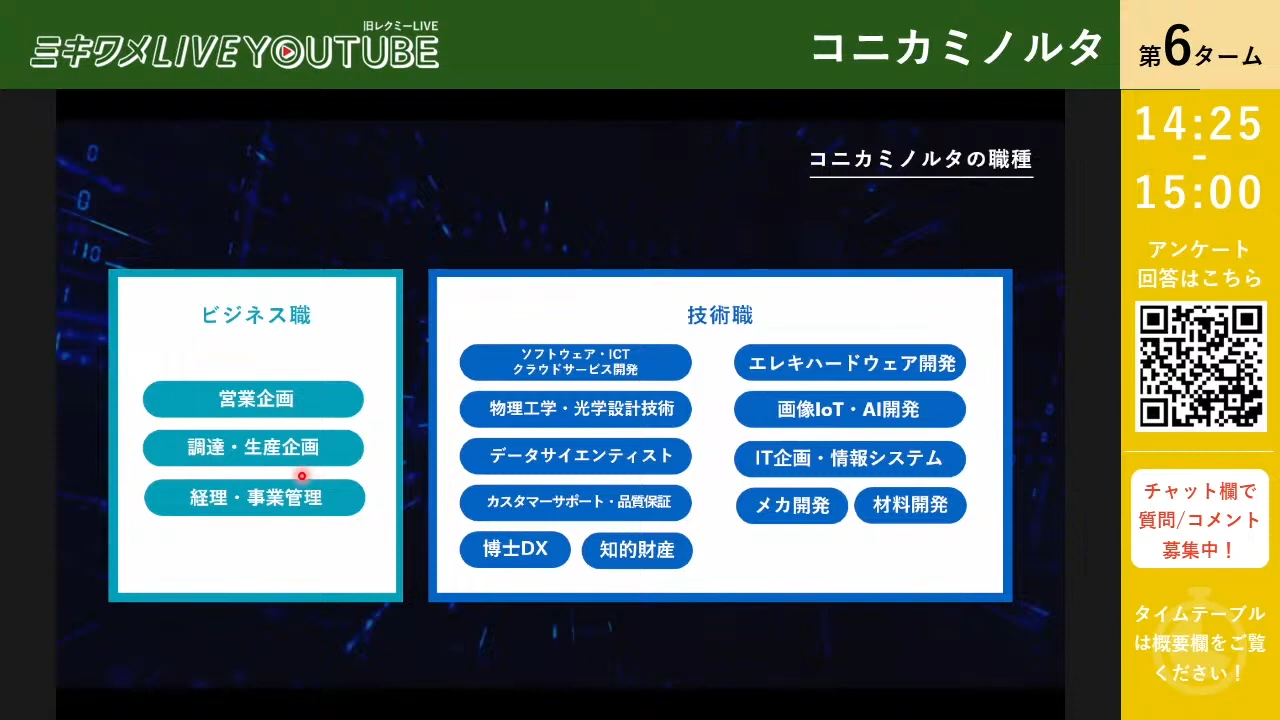 旧レクミーLIVE
ミキワメLIVE YOUTUBE
コニカミノルタ
第6ターム
14:25
-
15:00
アンケート
回答はこちら
チャット欄で
質問/コメント
募集中！
タイムテーブル
は概要欄をご覧
ください！
コニカミノルタの職種
ビジネス職
営業企画
調達・生産企画
経理・事業管理
技術職
ソフトウェア・ICT
クラウドサービス開発
エレキハードウェア開発
物理工学・光学設計技術
画像IoT・AI開発
データサイエンティスト
IT企画・情報システム
カスタマーサポート・品質保証
メカ開発
材料開発
博士DX
知的財産
0
0
110